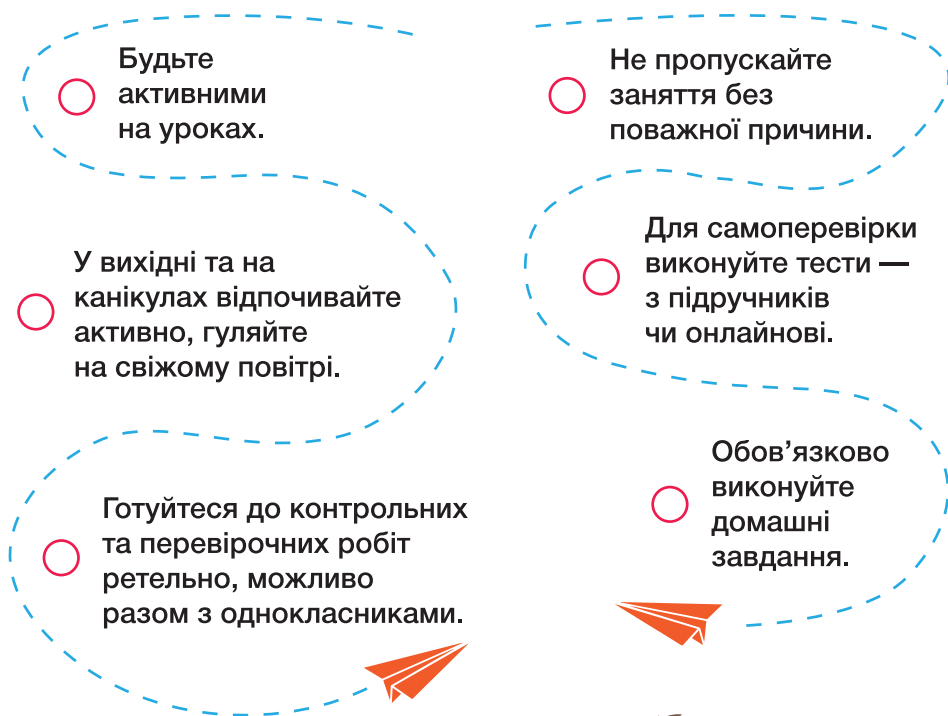 Будьте
активними
на уроках.
Не пропускайте
заняття без
поважної причини.
У вихідні та на
канікулах відпочивайте
активно, гуляйте
на свіжому повітрі.
Для самоперевірки
виконуйте тести —
з підручників
чи онлайнові.
Готуйтеся до контрольних
та перевірочних робіт
ретельно, можливо
разом з однокласниками.
Обов’язково
виконуйте
домашні
завдання.